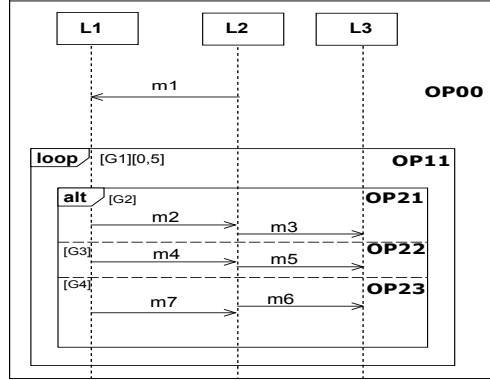 L1 L2 L3
m1
OP00
loop [G1][0,5] OP11
alt [G2] OP21
m2 m3
[G3] m4 m5 OP22
[G4] OP23
m7 m6